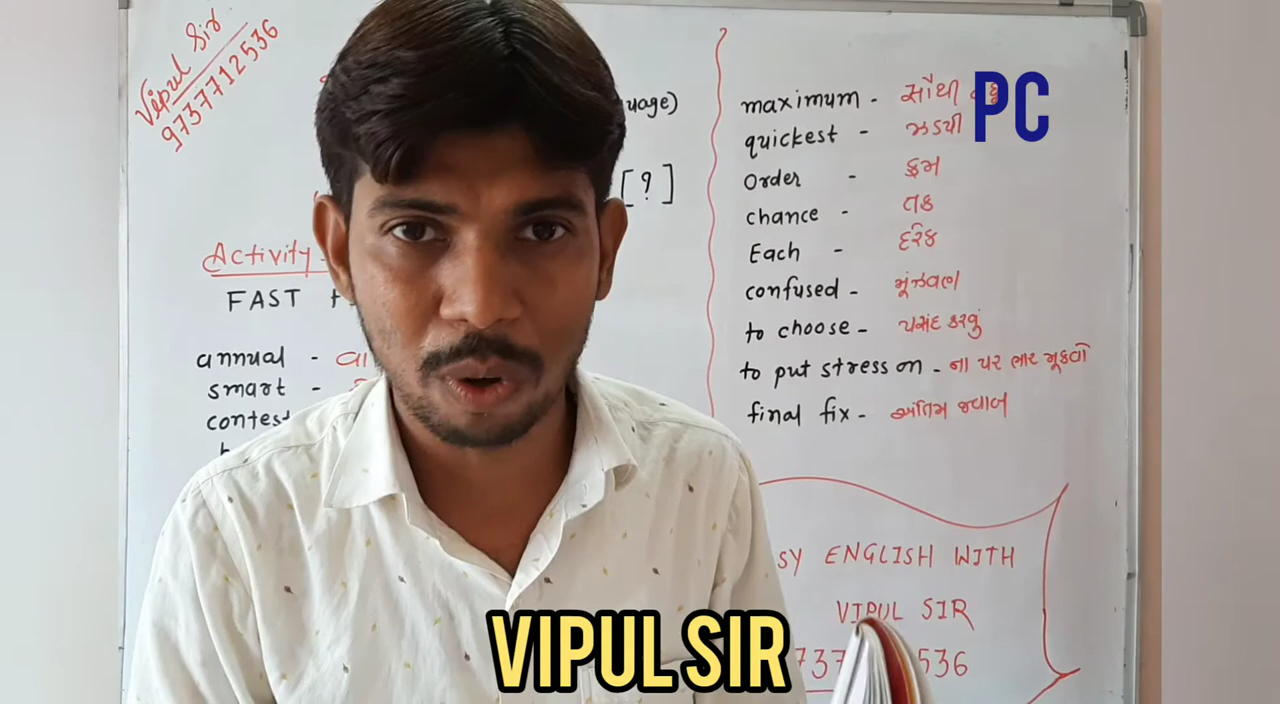 Vipul Sir
9737712536
uage)
[?]
Activity
FAST
annual - વા
smart -
contest
maximum - સૌથી
quickest - ઝડપી
Order - ક્રમ
chance - તક
Each - દરેક
confused - મૂંઝવણ
to choose - પસંદ કરવું
to put stress on - ના પર ભાર મૂકવો
final fix - અંતિમ જવાબ
PC
SY ENGLISH WITH
VIPUL SIR
737 536
VIPUL SIR